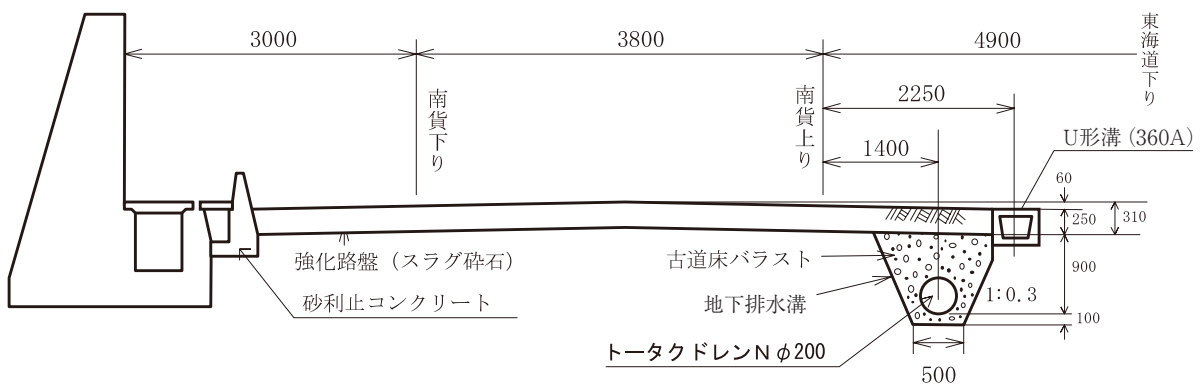 3000
3800
4900
東海道下り
南貨下り
南貨上り
2250
1400
U形溝 (360A)
60
250
310
900
100
強化路盤（スラグ砕石）
砂利止コンクリート
古道床バラスト
地下排水溝
1:0.3
トータクドレンN φ200
500